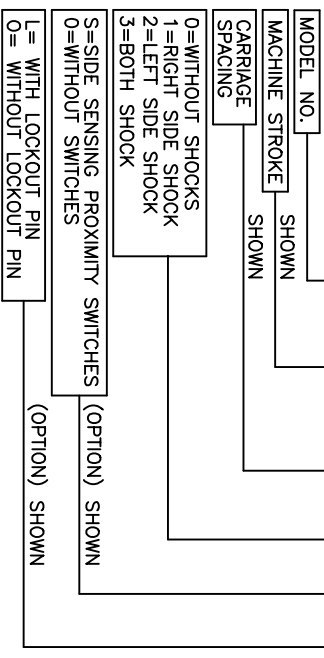 MODEL NO.
MACHINE STROKE
SHOWN
CARRIAGE
SPACING
SHOWN
0=WITHOUT SHOCKS
1=RIGHT SIDE SHOCK
2=LEFT SIDE SHOCK
3=BOTH SHOCK
S=SIDE SENSING PROXIMITY SWITCHES
0=WITHOUT SWITCHES
(OPTION) SHOWN
L= WITH LOCKOUT PIN
0= WITHOUT LOCKOUT PIN
(OPTION) SHOWN